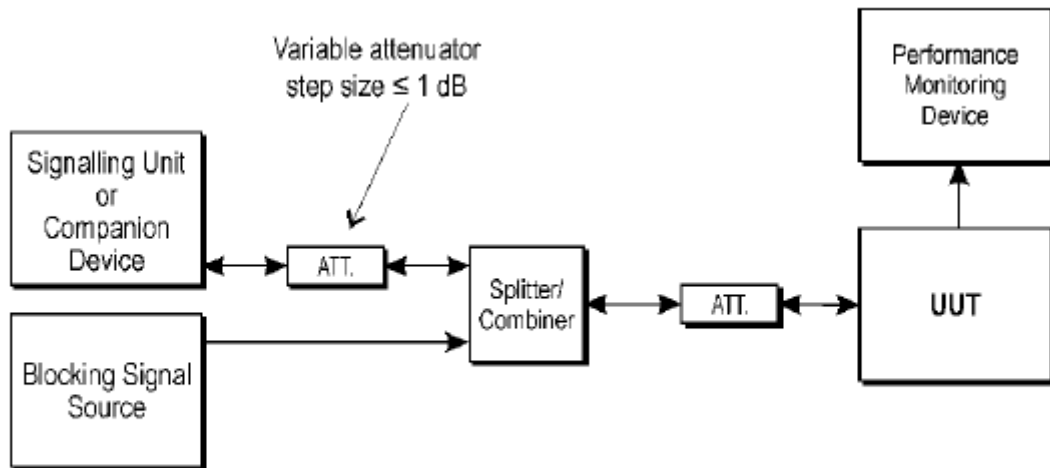 Variable attenuator
step size ≤ 1 dB
Performance
Monitoring
Device
Signalling Unit
or
Companion
Device
ATT.
Splitter/
Combiner
ATT.
UUT
Blocking Signal
Source